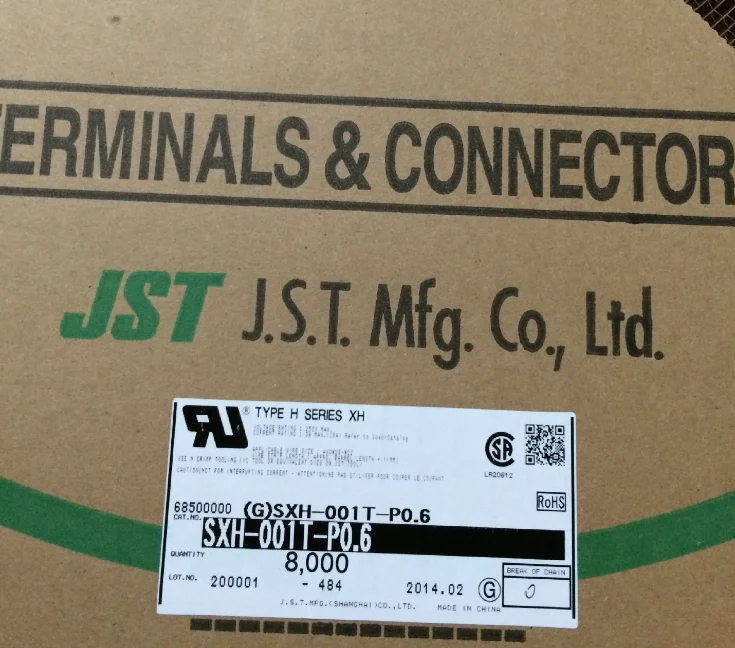 TERMINALS & CONNECTOR
JST J.S.T. Mfg. Co., Ltd.
TYPE H SERIES XH
LR20812
RoHS
68500000 (G)SXH-001T-P0.6
CAT.NO. SXH-001T-P0.6
QUANTITY 8,000
BREAK OF CHAIN
0
LOT.NO. 200001 - 484 2014.02 G
J.S.T.MFG.(SHANGHAI)CO.,LTD. MADE IN CHINA